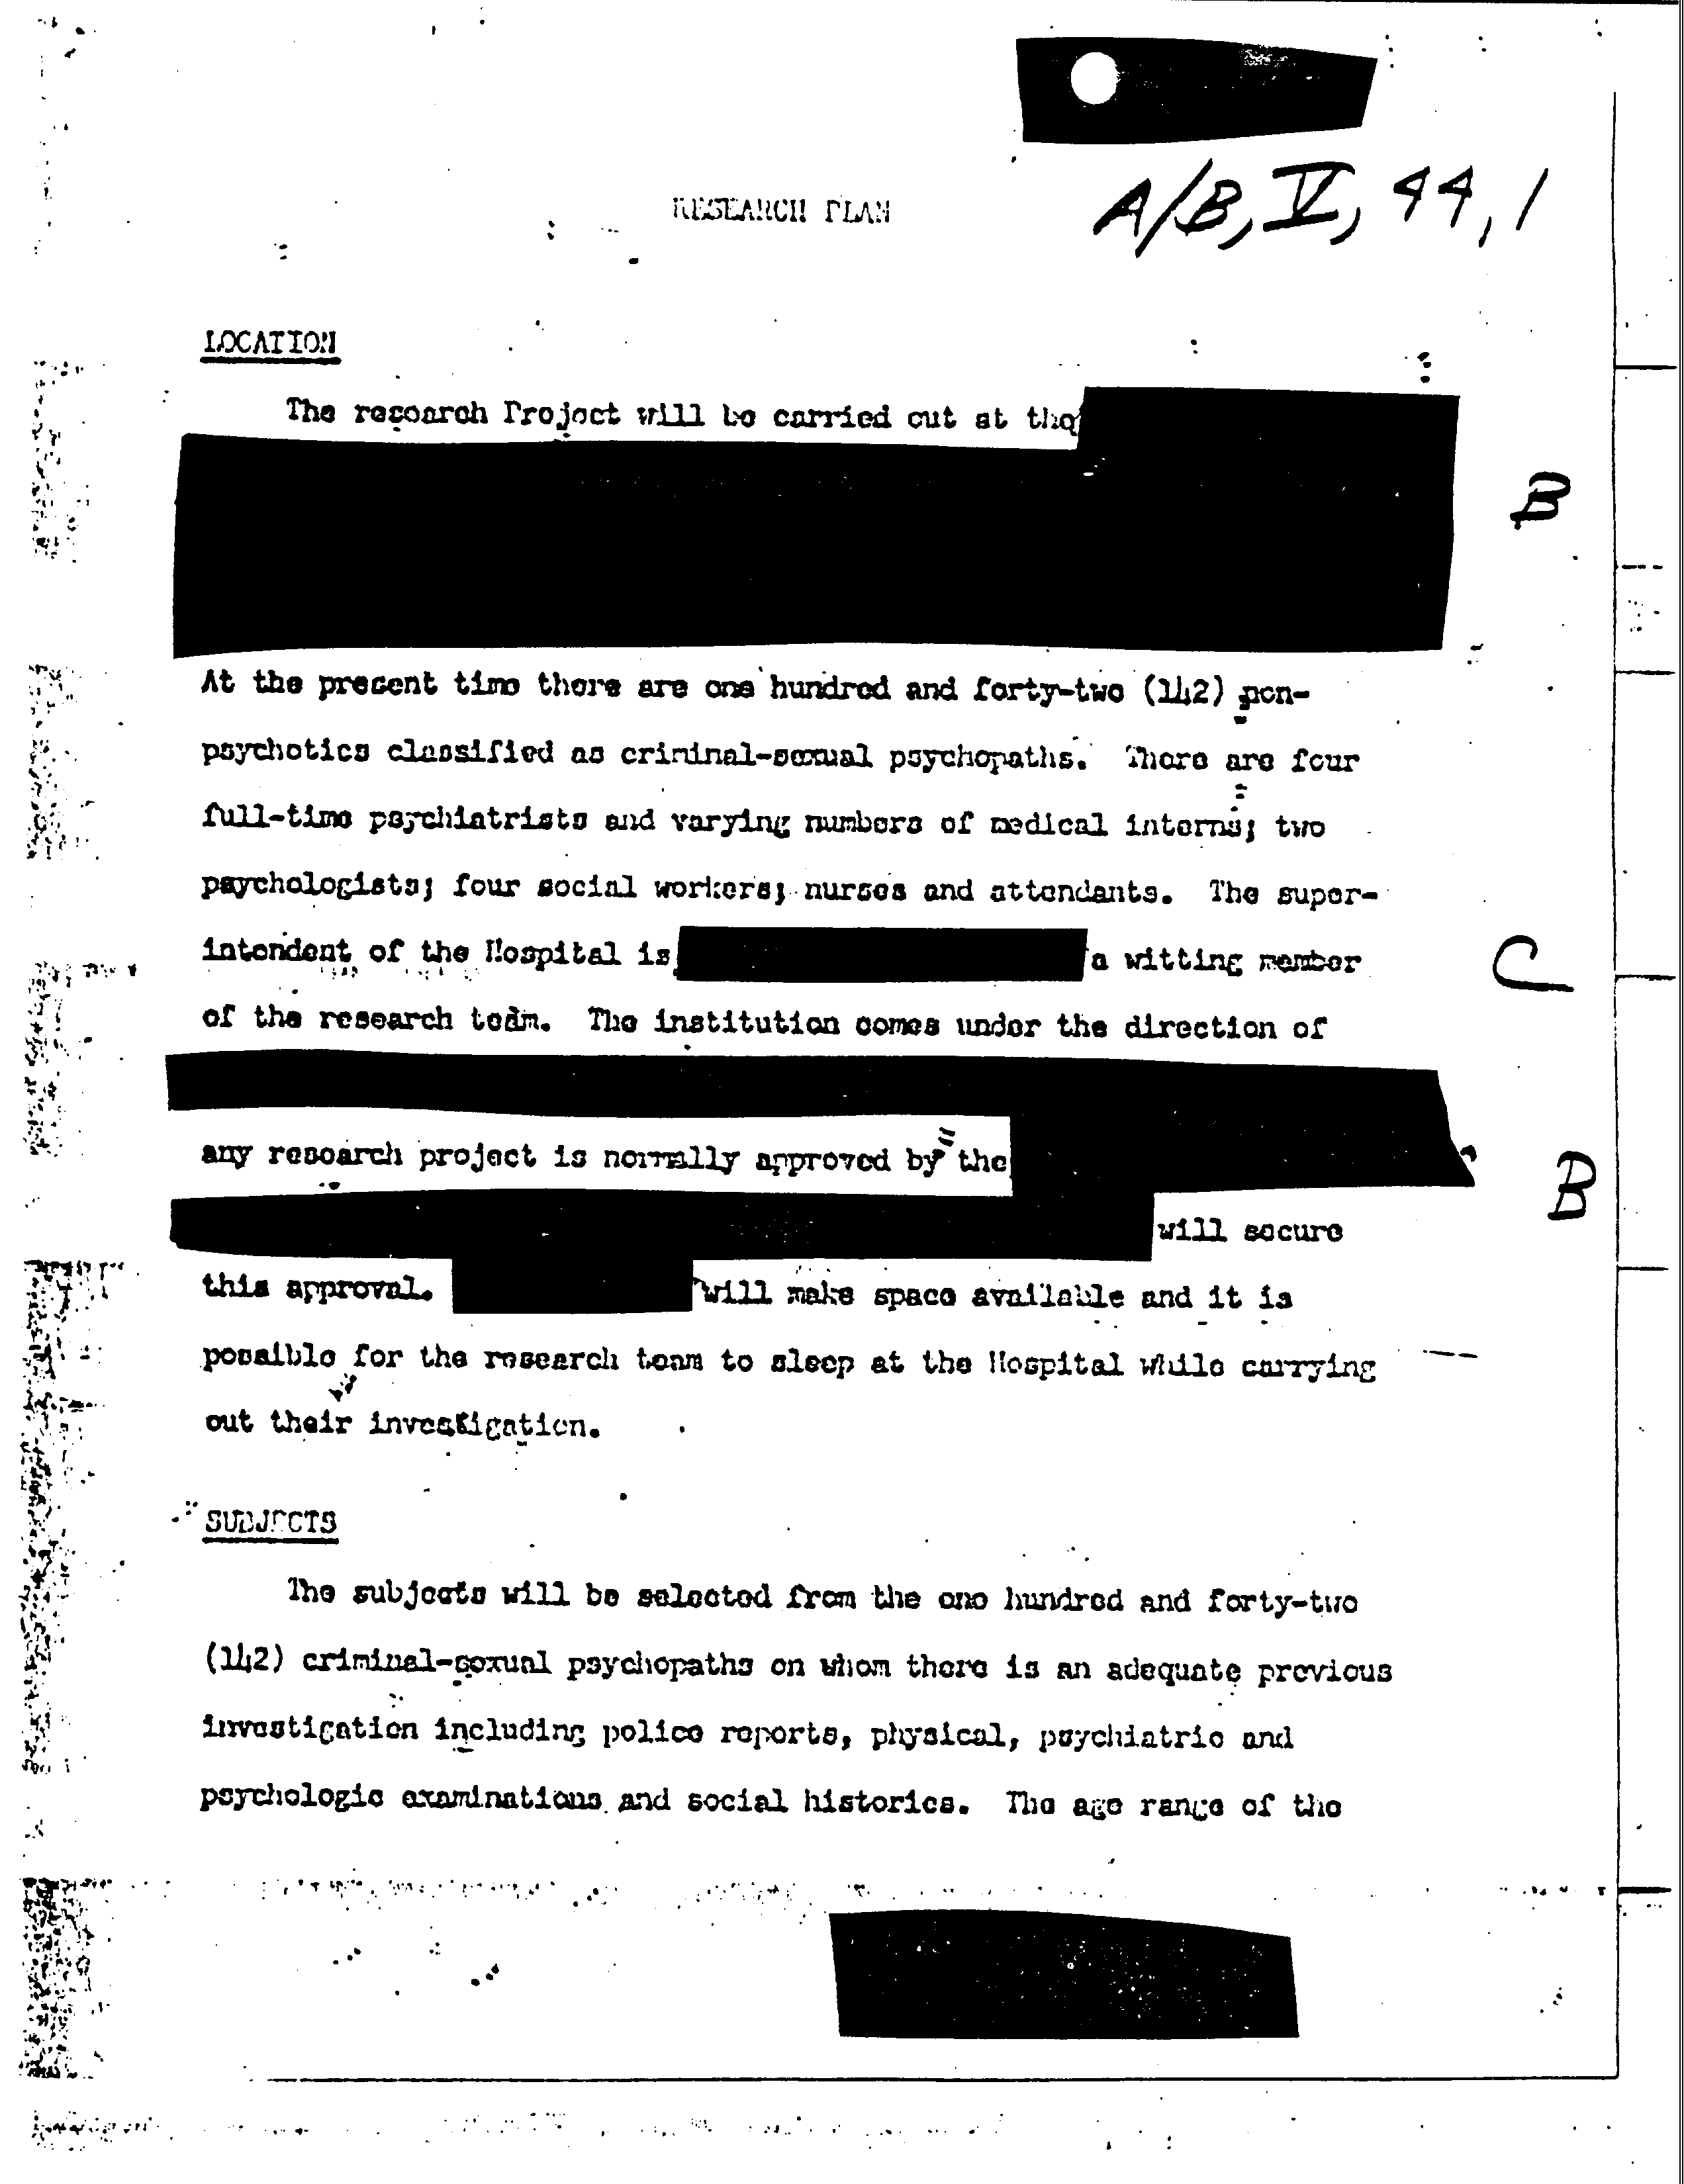 A/B, V, 44, 1
RESEARCH PLAN
LOCATION
The research Project will be carried out at the
B
At the present time there are one hundred and forty-two (142) non-
psychotics classified as criminal-sexual psychopaths. There are four
full-time psychiatrists and varying numbers of medical interns; two
psychologists; four social workers; nurses and attendants. The super-
intendent of the Hospital is a witting member
C
of the research team. The institution comes under the direction of
any research project is normally approved by the
B
will secure
this approval. will make space available and it is
possible for the research team to sleep at the Hospital while carrying
out their investigation.
SUBJECTS
The subjects will be selected from the one hundred and forty-two
(142) criminal-sexual psychopaths on whom there is an adequate previous
investigation including police reports, physical, psychiatric and
psychologic examinations and social histories. The age range of the